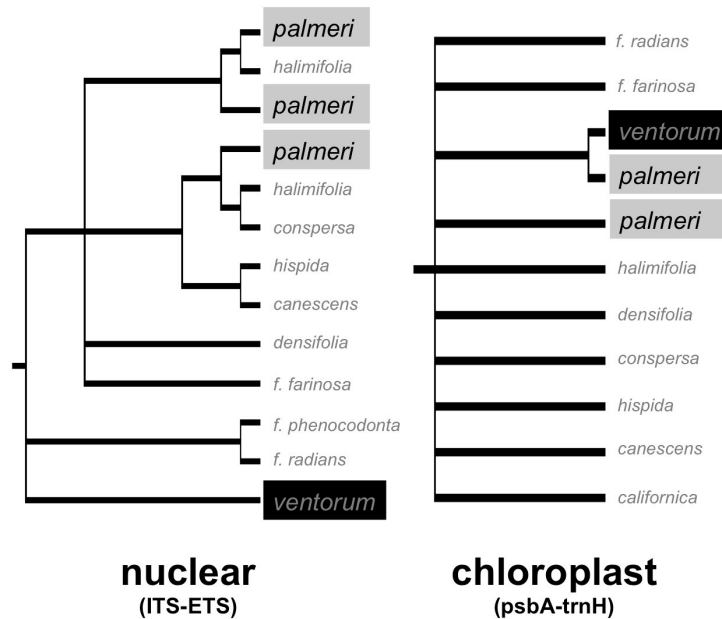 palmeri
halimifolia
palmeri
palmeri
halimifolia
conspersa
hispida
canescens
densifolia
f. farinosa
f. phenocodonta
f. radians
ventorum
nuclear
(ITS-ETS)
f. radians
f. farinosa
ventorum
palmeri
palmeri
halimifolia
densifolia
conspersa
hispida
canescens
californica
chloroplast
(psbA-trnH)